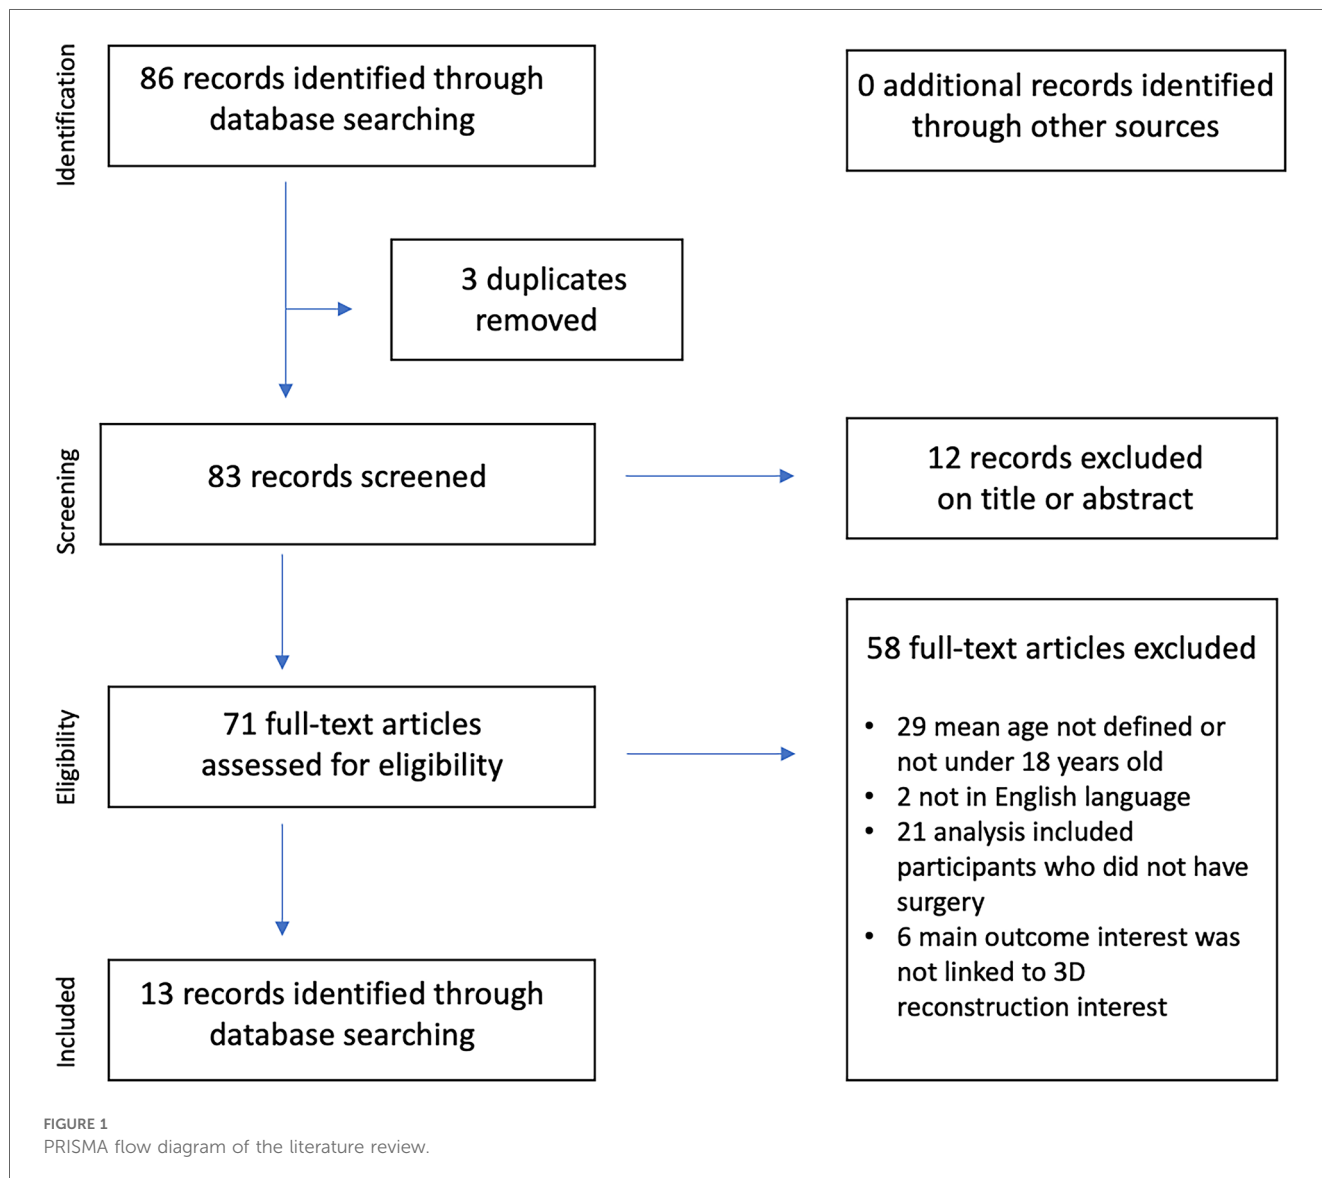 Identification
86 records identified through
database searching
0 additional records identified
through other sources
3 duplicates
removed
Screening
83 records screened
12 records excluded
on title or abstract
Eligibility
71 full-text articles
assessed for eligibility
58 full-text articles excluded
• 29 mean age not defined or
not under 18 years old
• 2 not in English language
• 21 analysis included
participants who did not have
surgery
• 6 main outcome interest was
not linked to 3D
reconstruction interest
Included
13 records identified through
database searching
FIGURE 1
PRISMA flow diagram of the literature review.